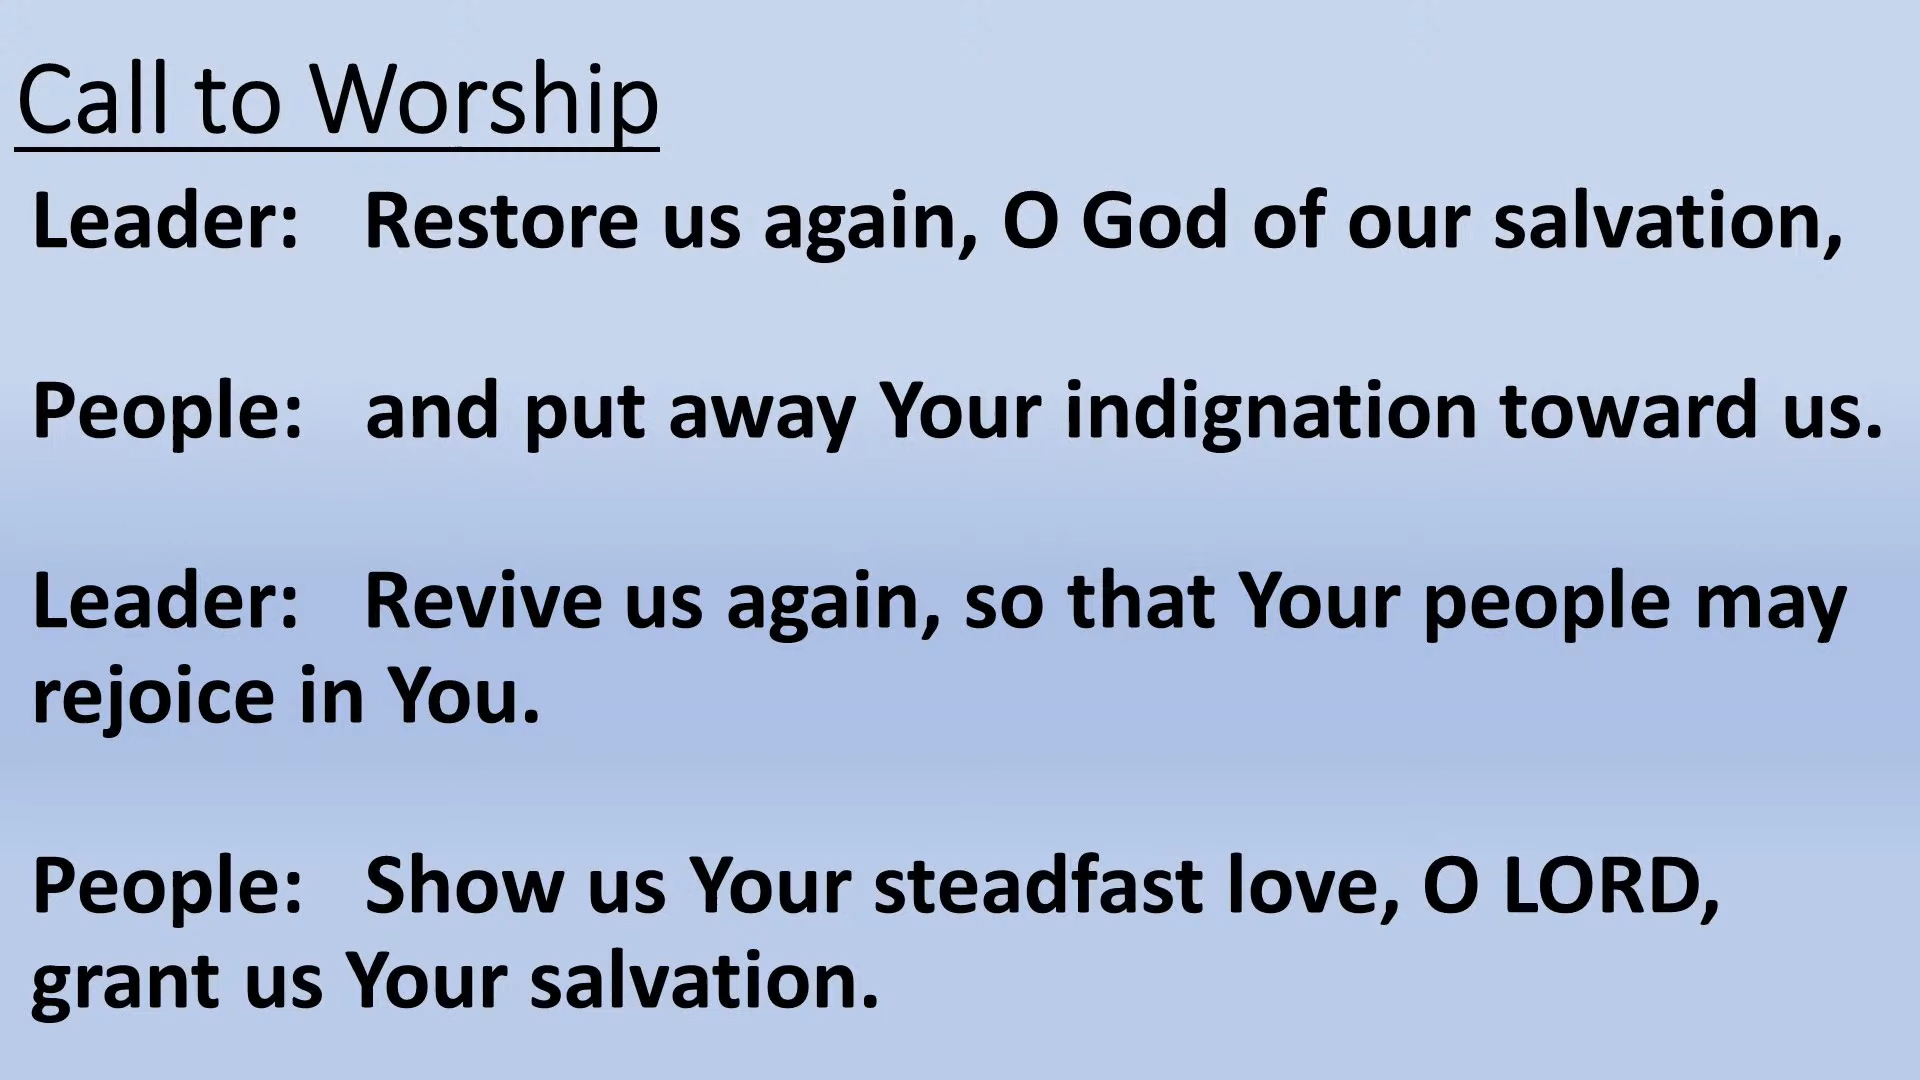 Call to Worship
Leader: Restore us again, O God of our salvation,
People: and put away Your indignation toward us.
Leader: Revive us again, so that Your people may
rejoice in You.
People: Show us Your steadfast love, O LORD,
grant us Your salvation.